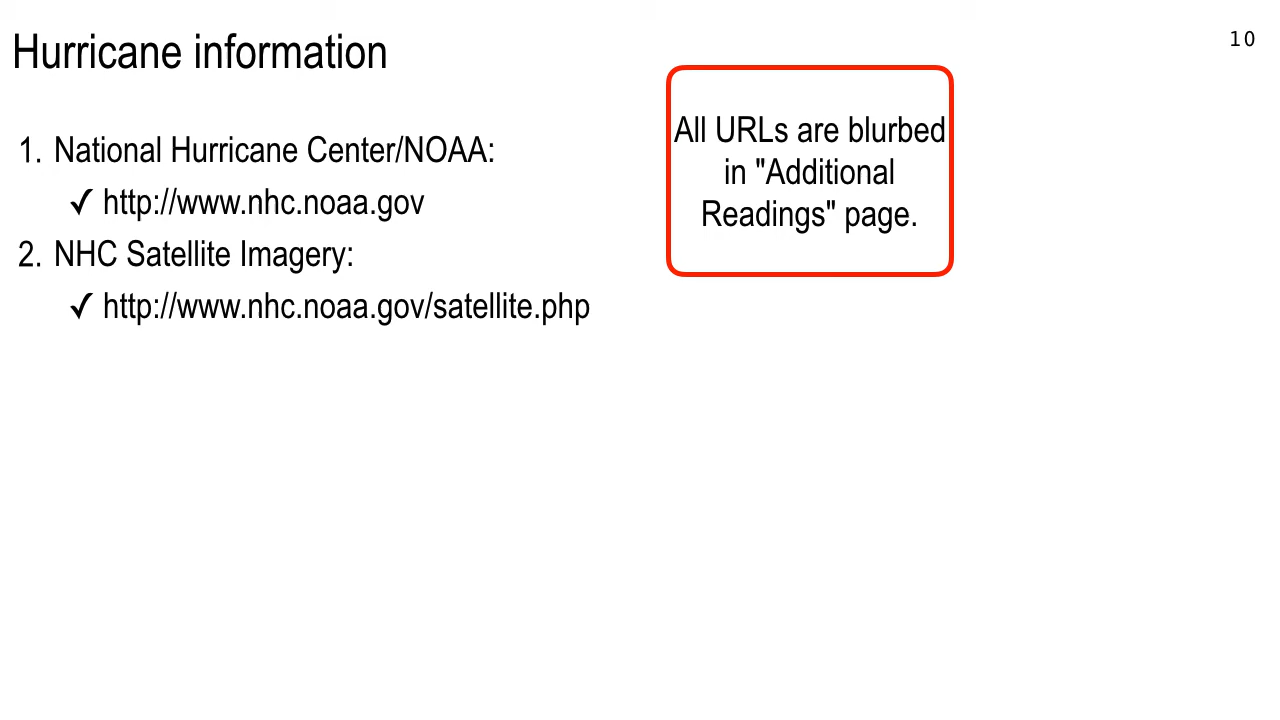 Hurricane information
10
1. National Hurricane Center/NOAA:
✓ http://www.nhc.noaa.gov
2. NHC Satellite Imagery:
✓ http://www.nhc.noaa.gov/satellite.php
All URLs are blurbed
in "Additional
Readings" page.